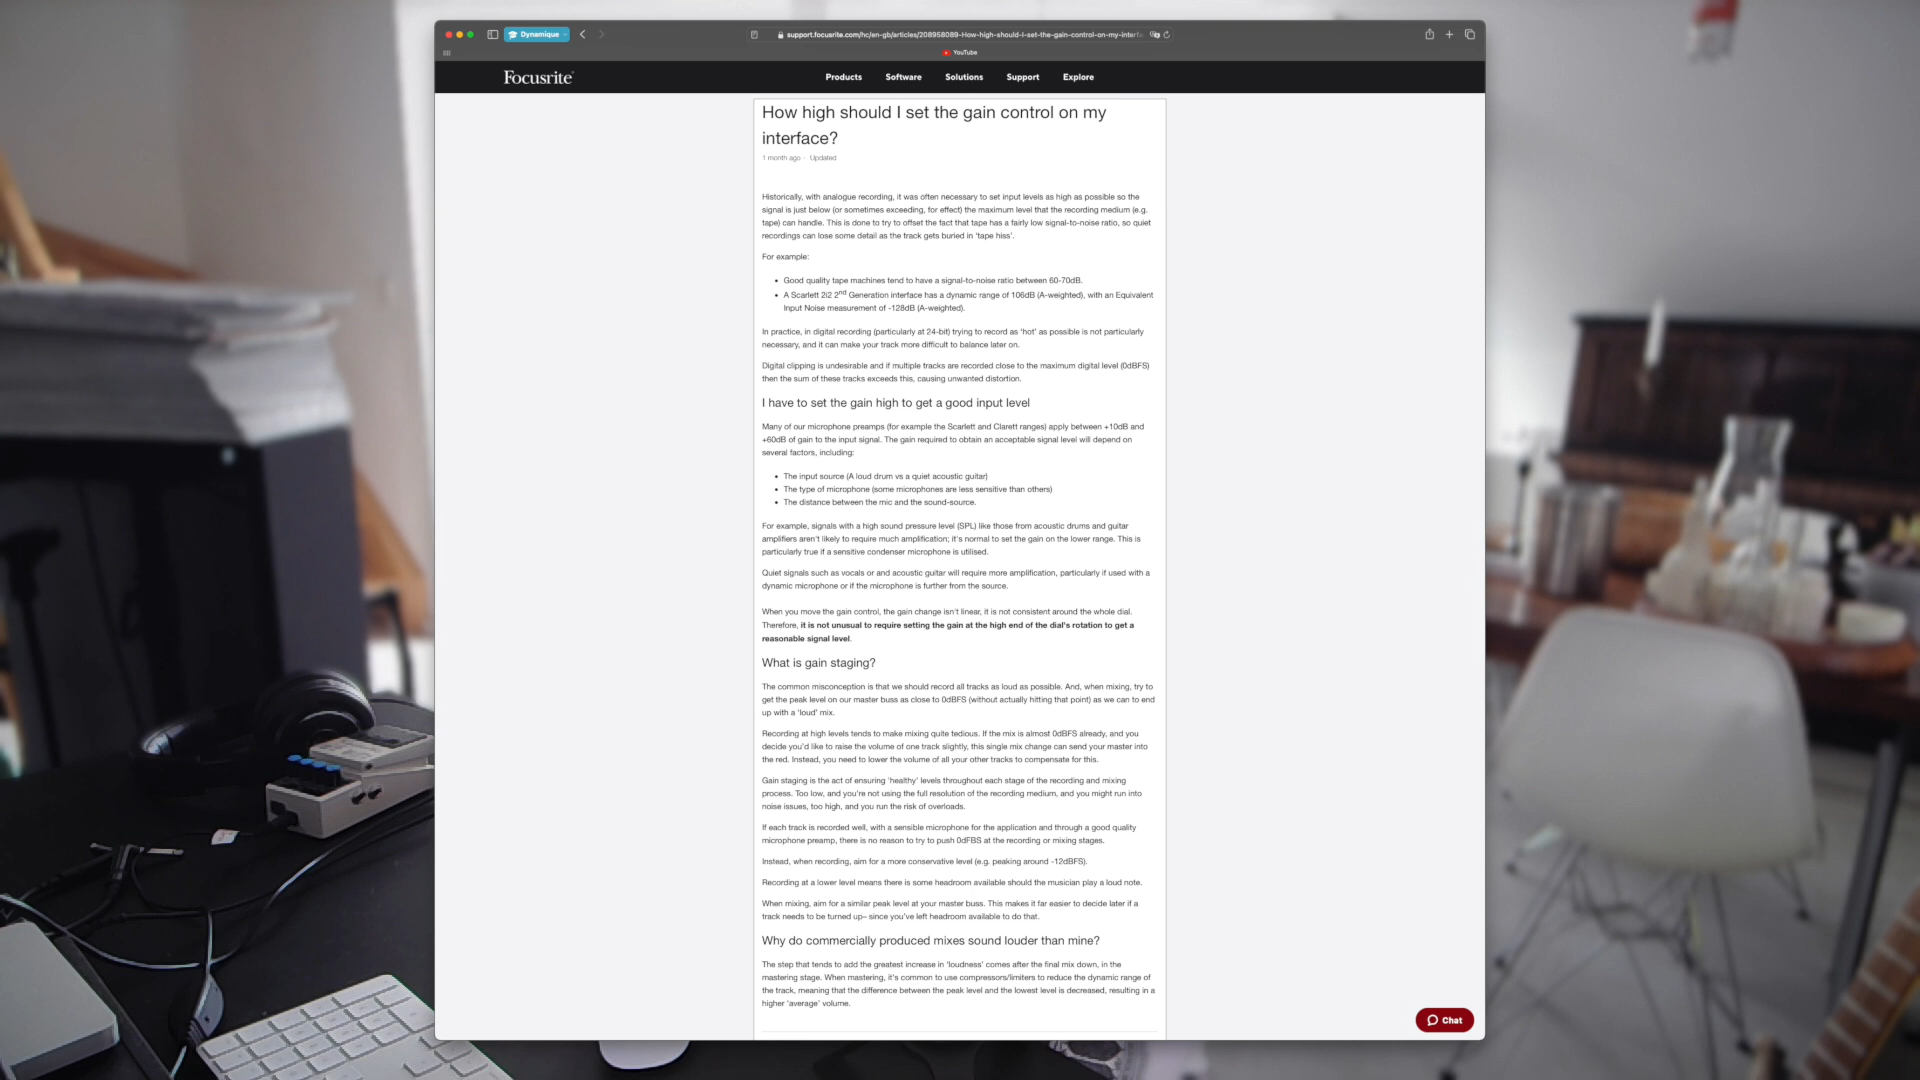 Dynamique
support.focusrite.com/hc/en-gb/articles/208958089-How-high-should-I-set-the-gain-control-on-my-interfa
YouTube
Focusrite
Products
Software
Solutions
Support
Explore
How high should I set the gain control on my
interface?
1 month ago · Updated
Historically, with analogue recording, it was often necessary to set input levels as high as possible so the
signal is just below (or sometimes exceeding, for effect) the maximum level that the recording medium (e.g.
tape) can handle. This is done to try to offset the fact that tape has a fairly low signal-to-noise ratio, so quiet
recordings can lose some detail as the track gets buried in 'tape hiss'.
For example:
• Good quality tape machines tend to have a signal-to-noise ratio between 60-70dB.
• A Scarlett 2i2 2nd Generation interface has a dynamic range of 106dB (A-weighted), with an Equivalent
Input Noise measurement of -128dB (A-weighted).
In practice, in digital recording (particularly at 24-bit) trying to record as 'hot' as possible is not particularly
necessary, and it can make your track more difficult to balance later on.
Digital clipping is undesirable and if multiple tracks are recorded close to the maximum digital level (0dBFS)
then the sum of these tracks exceeds this, causing unwanted distortion.
I have to set the gain high to get a good input level
Many of our microphone preamps (for example the Scarlett and Clarett ranges) apply between +10dB and
+60dB of gain to the input signal. The gain required to obtain an acceptable signal level will depend on
several factors, including:
• The input source (A loud drum vs a quiet acoustic guitar)
• The type of microphone (some microphones are less sensitive than others)
• The distance between the mic and the sound-source.
For example, signals with a high sound pressure level (SPL) like those from acoustic drums and guitar
amplifiers aren't likely to require much amplification; it's normal to set the gain on the lower range. This is
particularly true if a sensitive condenser microphone is utilised.
Quiet signals such as vocals or and acoustic guitar will require more amplification, particularly if used with a
dynamic microphone or if the microphone is further from the source.
When you move the gain control, the gain change isn't linear, it is not consistent around the whole dial.
Therefore, it is not unusual to require setting the gain at the high end of the dial's rotation to get a
reasonable signal level.
What is gain staging?
The common misconception is that we should record all tracks as loud as possible. And, when mixing, try to
get the peak level on our master buss as close to 0dBFS (without actually hitting that point) as we can to end
up with a 'loud' mix.
Recording at high levels tends to make mixing quite tedious. If the mix is almost 0dBFS already, and you
decide you'd like to raise the volume of one track slightly, this single mix change can send your master into
the red. Instead, you need to lower the volume of all your other tracks to compensate for this.
Gain staging is the act of ensuring 'healthy' levels throughout each stage of the recording and mixing
process. Too low, and you're not using the full resolution of the recording medium, and you might run into
noise issues, too high, and you run the risk of overloads.
If each track is recorded well, with a sensible microphone for the application and through a good quality
microphone preamp, there is no reason to try to push 0dFBS at the recording or mixing stages.
Instead, when recording, aim for a more conservative level (e.g. peaking around -12dBFS).
Recording at a lower level means there is some headroom available should the musician play a loud note.
When mixing, aim for a similar peak level at your master buss. This makes it far easier to decide later if a
track needs to be turned up– since you've left headroom available to do that.
Why do commercially produced mixes sound louder than mine?
The step that tends to add the greatest increase in 'loudness' comes after the final mix down, in the
mastering stage. When mastering, it's common to use compressors/limiters to reduce the dynamic range of
the track, meaning that the difference between the peak level and the lowest level is decreased, resulting in a
higher 'average' volume.
Chat